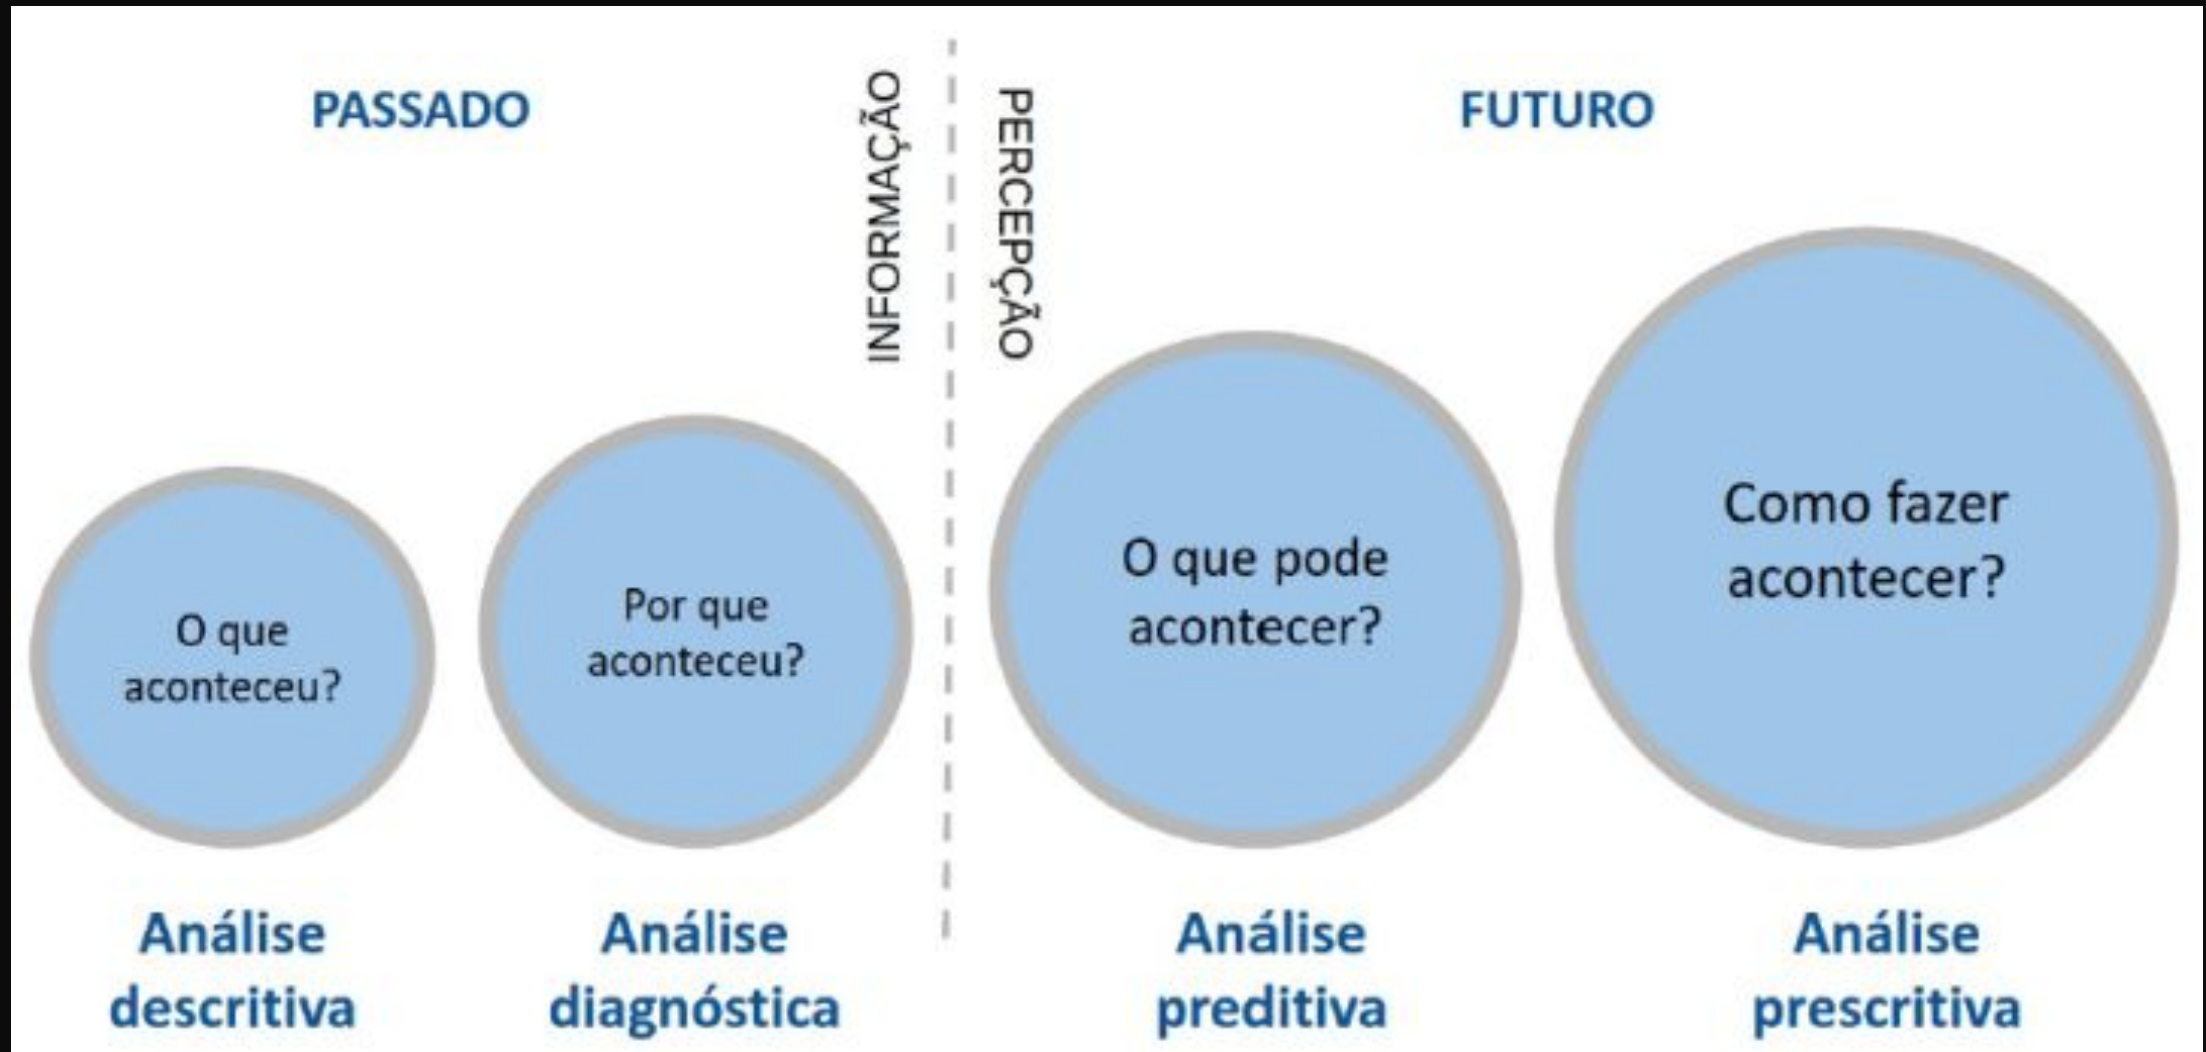 PASSADO
INFORMAÇÃO
PERCEPÇÃO
FUTURO
O que
aconteceu?
Por que
aconteceu?
O que pode
acontecer?
Como fazer
acontecer?
Análise
descritiva
Análise
diagnóstica
Análise
preditiva
Análise
prescritiva